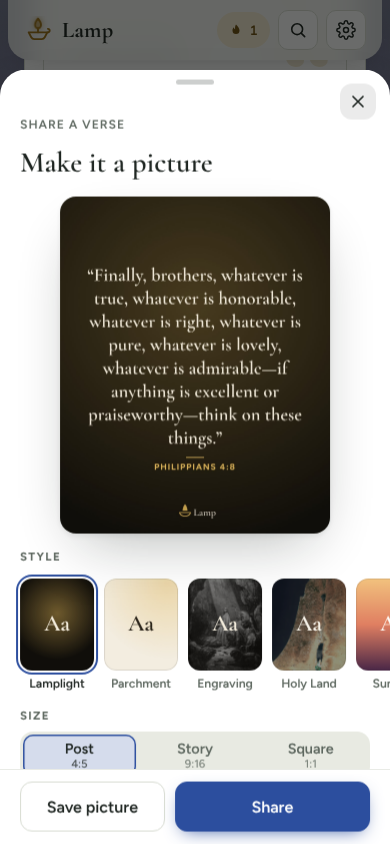 Lamp
1
SHARE A VERSE
Make it a picture
“Finally, brothers, whatever is
true, whatever is honorable,
whatever is right, whatever is
pure, whatever is lovely,
whatever is admirable—if
anything is excellent or
praiseworthy—think on these
things.”
PHILIPPIANS 4:8
Lamp
STYLE
Aa
Aa
Aa
Aa
Lamplight
Parchment
Engraving
Holy Land
SIZE
Post
Story
Square
4:5
9:16
1:1
Save picture
Share